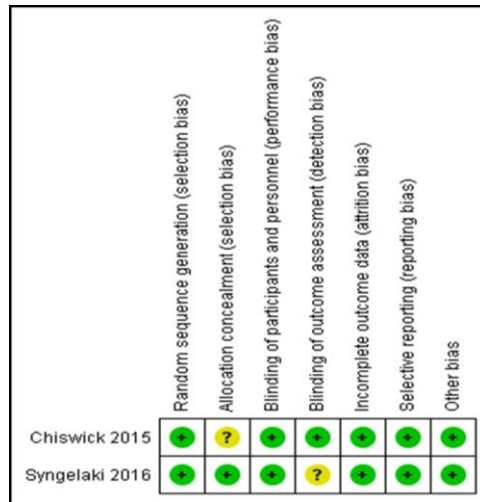 Random sequence generation (selection bias)
Allocation concealment (selection bias)
Blinding of participants and personnel (performance bias)
Blinding of outcome assessment (detection bias)
Incomplete outcome data (attrition bias)
Selective reporting (reporting bias)
Other bias
Chiswick 2015 + ? + + + + +
Syngelaki 2016 + + + ? + + +